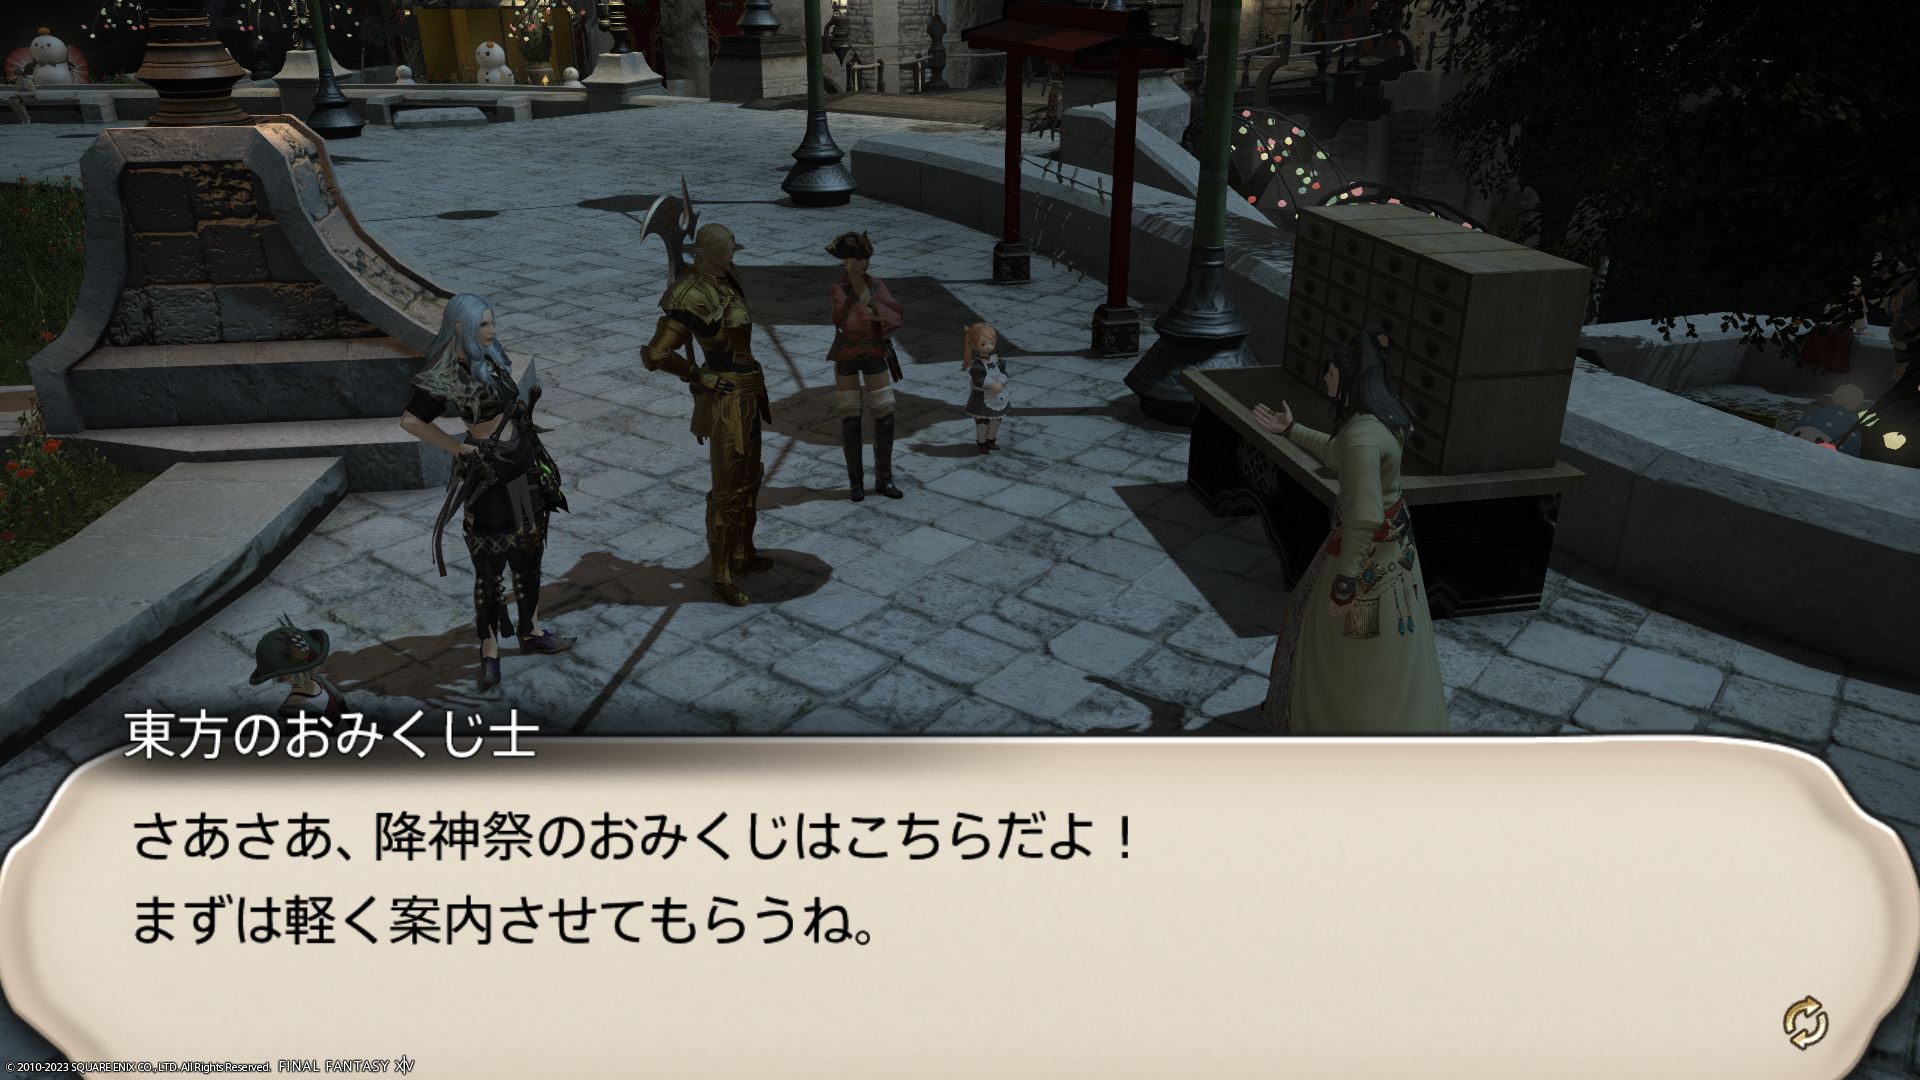 東方のおみくじ士
さあさあ、降神祭のおみくじはこちらだよ！
まずは軽く案内させてもらうね。
© 2010-2023 SQUARE ENIX CO., LTD. All Rights Reserved. FINAL FANTASY XIV